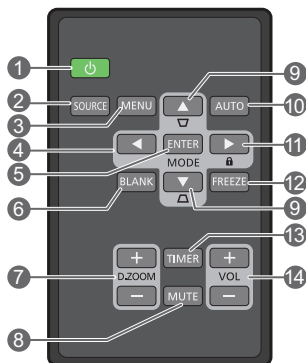 1
9
2 SOURCE MENU AUTO 10
3
4 11
ENTER
5 MODE
6 BLANK FREEZE 12
9
13
+ TIMER +
7 D.ZOOM VOL 14
− MUTE −
8